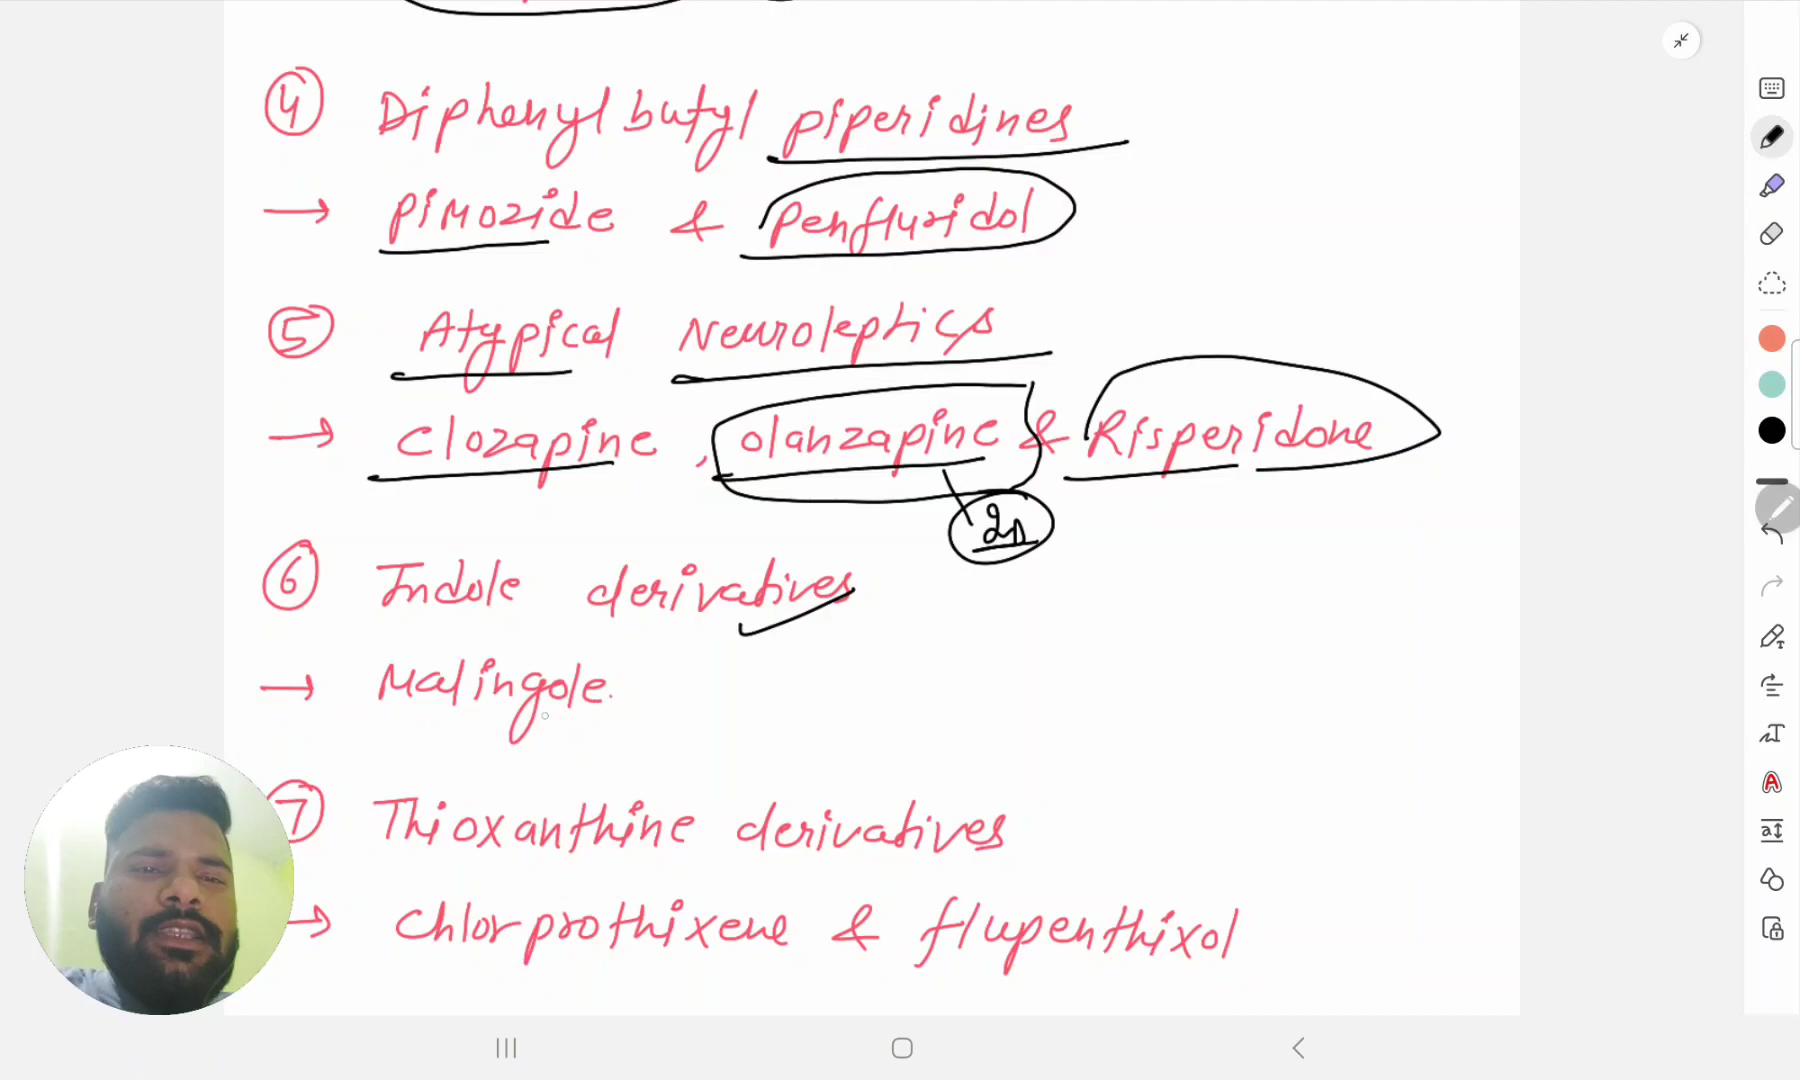 ④ Diphenyl butyl piperidines
→ Pimozide & Penfluridol
⑤ Atypical Neuroleptics
→ Clozapine, olanzapine & Risperidone
⑥ Indole derivatives
→ Malingole.
7 Thioxanthine derivatives
→ chlorprothixene & flupenthixol